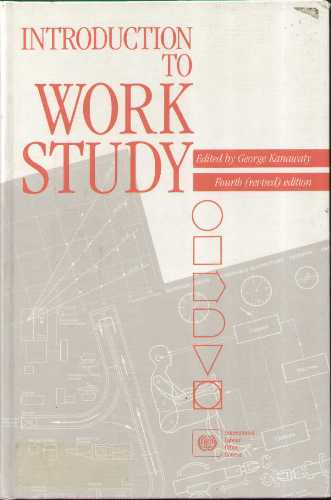 INTRODUCTION
TO
WORK
STUDY
Edited by George Kanawaty
Fourth (revised) edition
International
Labour
Office
Geneva